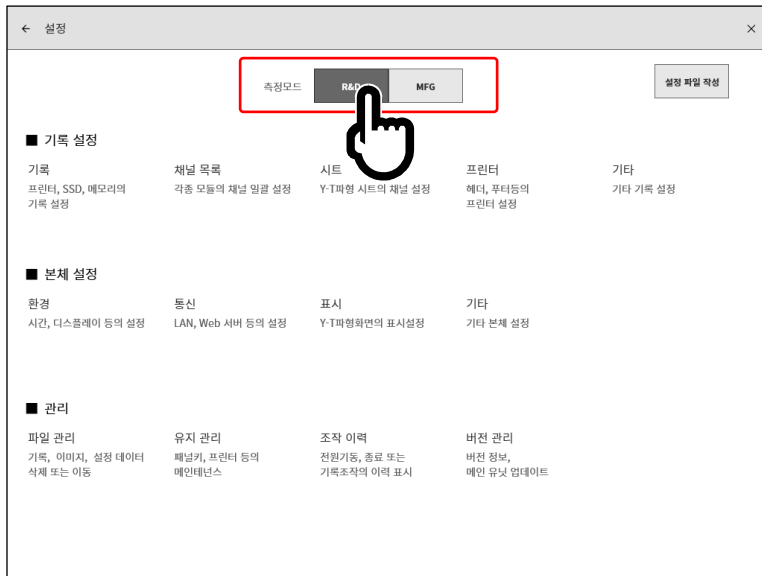 ← 설정 ×
측정모드 R&D MFG 설정 파일 작성
■ 기록 설정
기록 채널 목록 시트 프린터 기타
프린터, SSD, 메모리의 각종 모듈의 채널 일괄 설정 Y-T파형 시트의 채널 설정 헤더, 푸터등의 기타 기록 설정
기록 설정 프린터 설정
■ 본체 설정
환경 통신 표시 기타
시간, 디스플레이 등의 설정 LAN, Web 서버 등의 설정 Y-T파형화면의 표시설정 기타 본체 설정
■ 관리
파일 관리 유지 관리 조작 이력 버전 관리
기록, 이미지, 설정 데이터 패널키, 프린터 등의 전원기동, 종료 또는 버전 정보,
삭제 또는 이동 메인테넌스 기록조작의 이력 표시 메인 유닛 업데이트